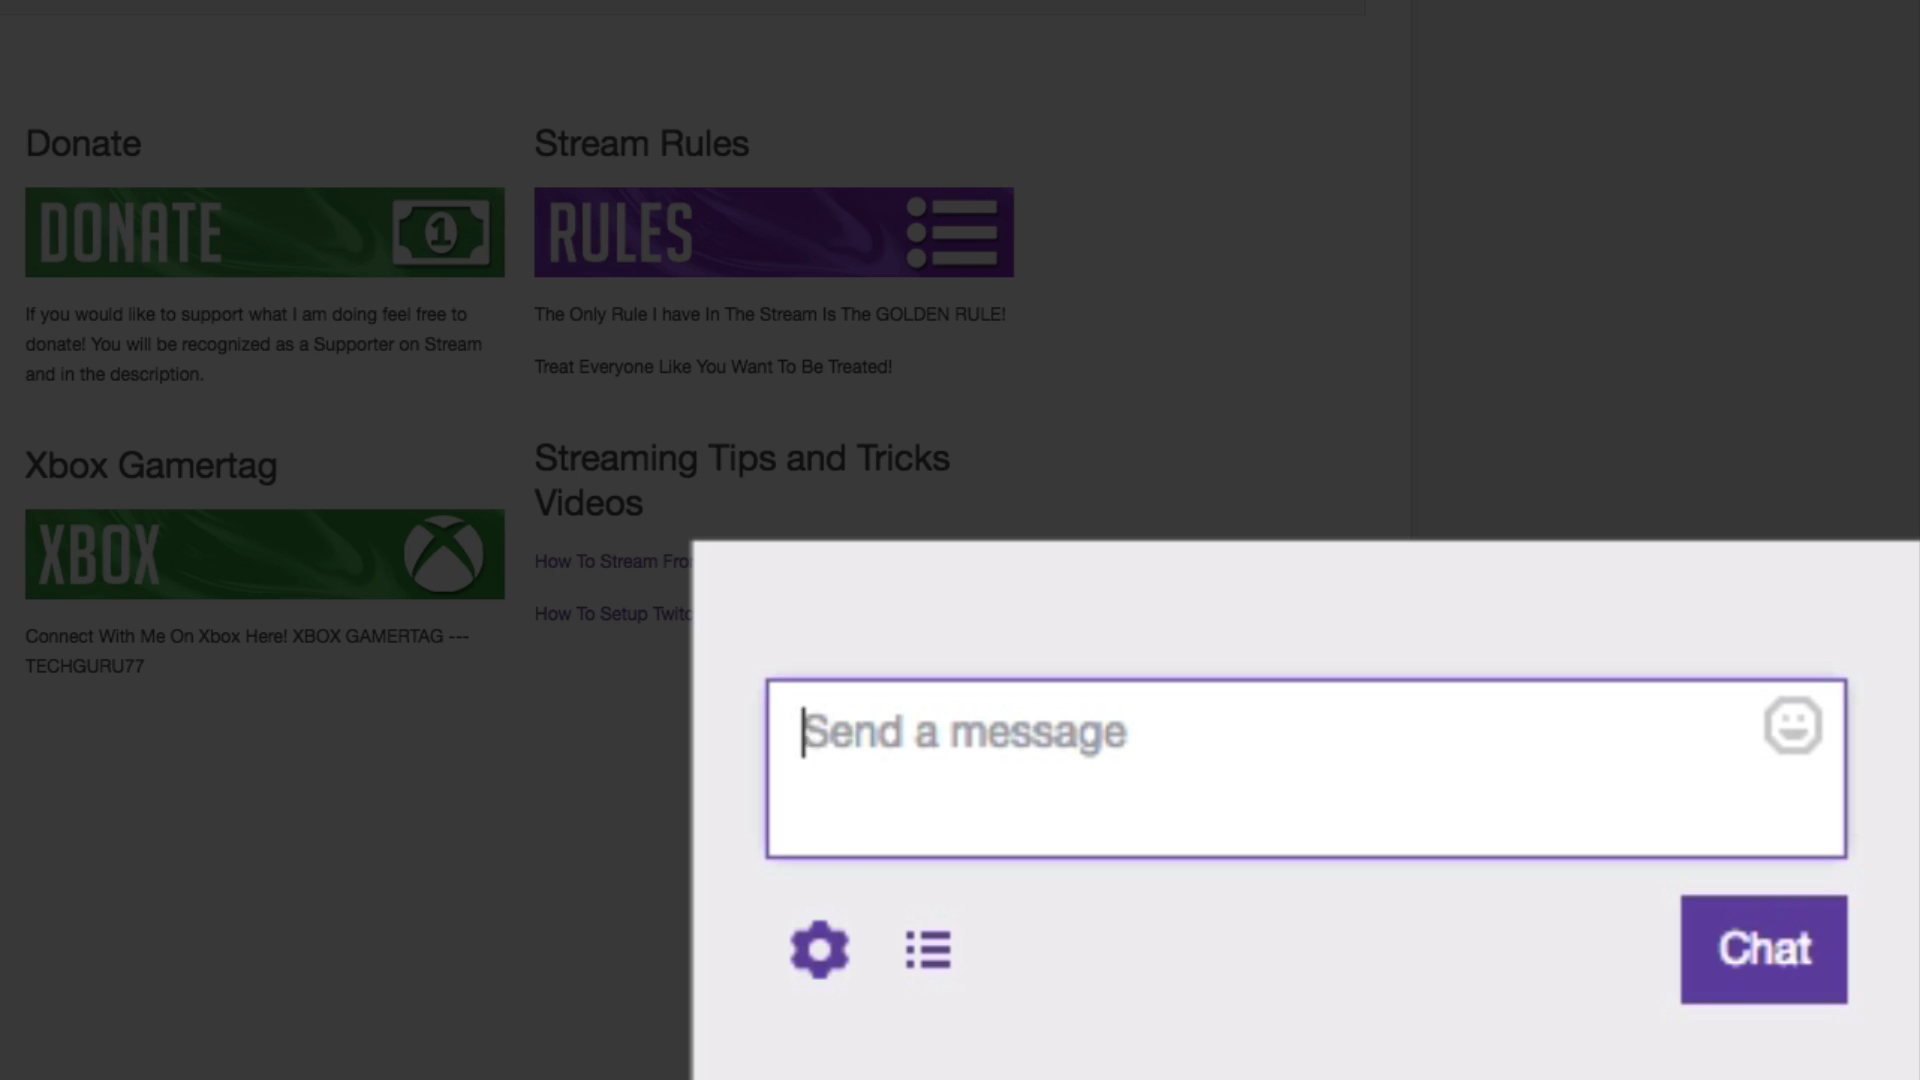 Donate
DONATE
1
If you would like to support what I am doing feel free to
donate! You will be recognized as a Supporter on Stream
and in the description.
Stream Rules
RULES
The Only Rule I have In The Stream Is The GOLDEN RULE!
Treat Everyone Like You Want To Be Treated!
Xbox Gamertag
XBOX
Connect With Me On Xbox Here! XBOX GAMERTAG ---
TECHGURU77
Streaming Tips and Tricks
Videos
How To Stream
How To Setup
Send a message
Chat